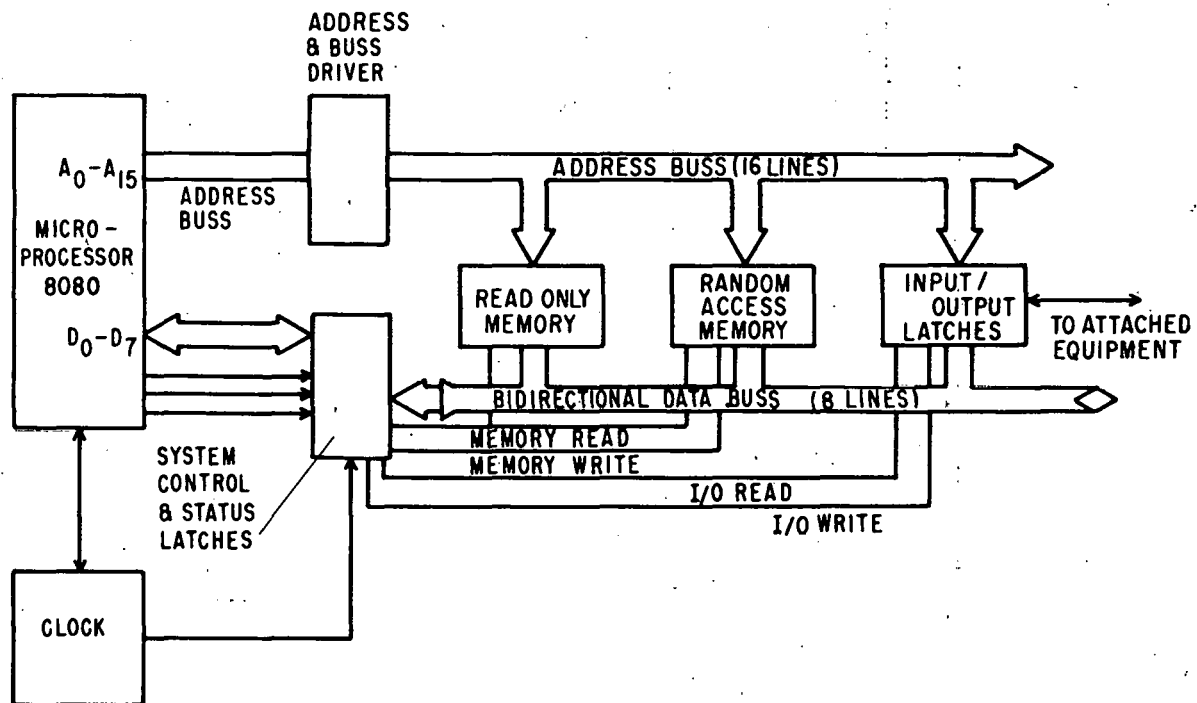 ADDRESS
& BUSS
DRIVER
A0-A15
ADDRESS
BUSS
MICRO-
PROCESSOR
8080
D0-D7
ADDRESS BUSS (16 LINES)
READ ONLY
MEMORY
RANDOM
ACCESS
MEMORY
INPUT/
OUTPUT
LATCHES
TO ATTACHED
EQUIPMENT
BIDIRECTIONAL DATA BUSS (8 LINES)
MEMORY READ
MEMORY WRITE
I/O READ
I/O WRITE
SYSTEM
CONTROL
& STATUS
LATCHES
CLOCK